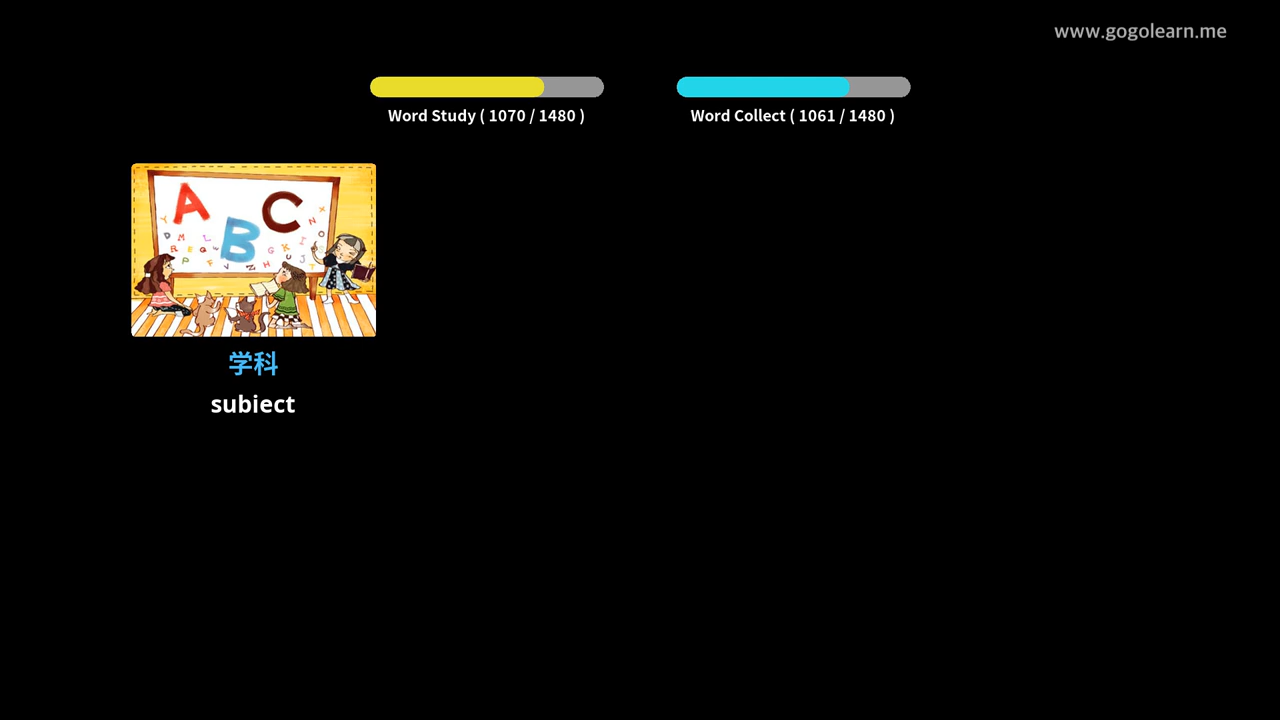 www.gogolearn.me
Word Study ( 1070 / 1480 )
Word Collect ( 1061 / 1480 )
A
B
C
学科
subiect